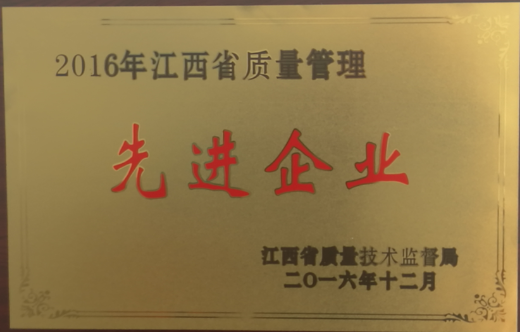 2016年江西省质量管理
先进企业
江西省质量技术监督局
二〇一六年十二月